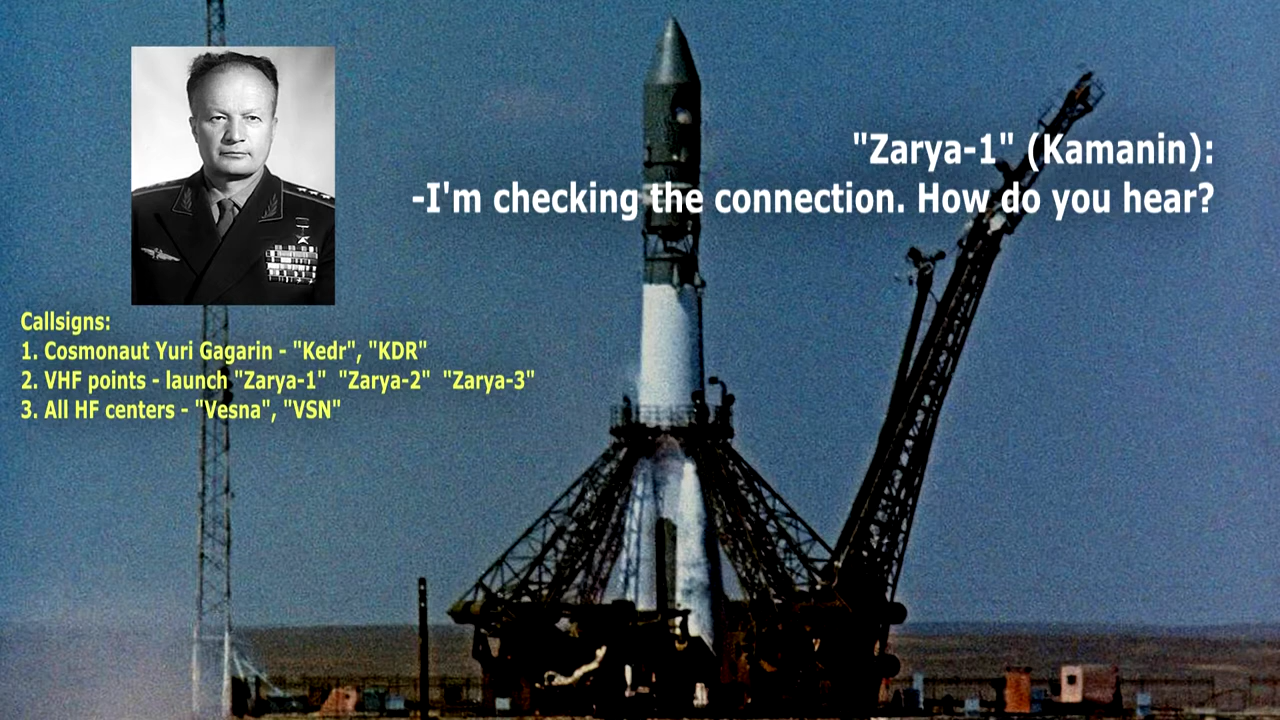 "Zarya-1" (Kamanin):
-I'm checking the connection. How do you hear?
Callsigns:
1. Cosmonaut Yuri Gagarin - "Kedr", "KDR"
2. VHF points - launch "Zarya-1"  "Zarya-2"  "Zarya-3"
3. All HF centers - "Vesna", "VSN"